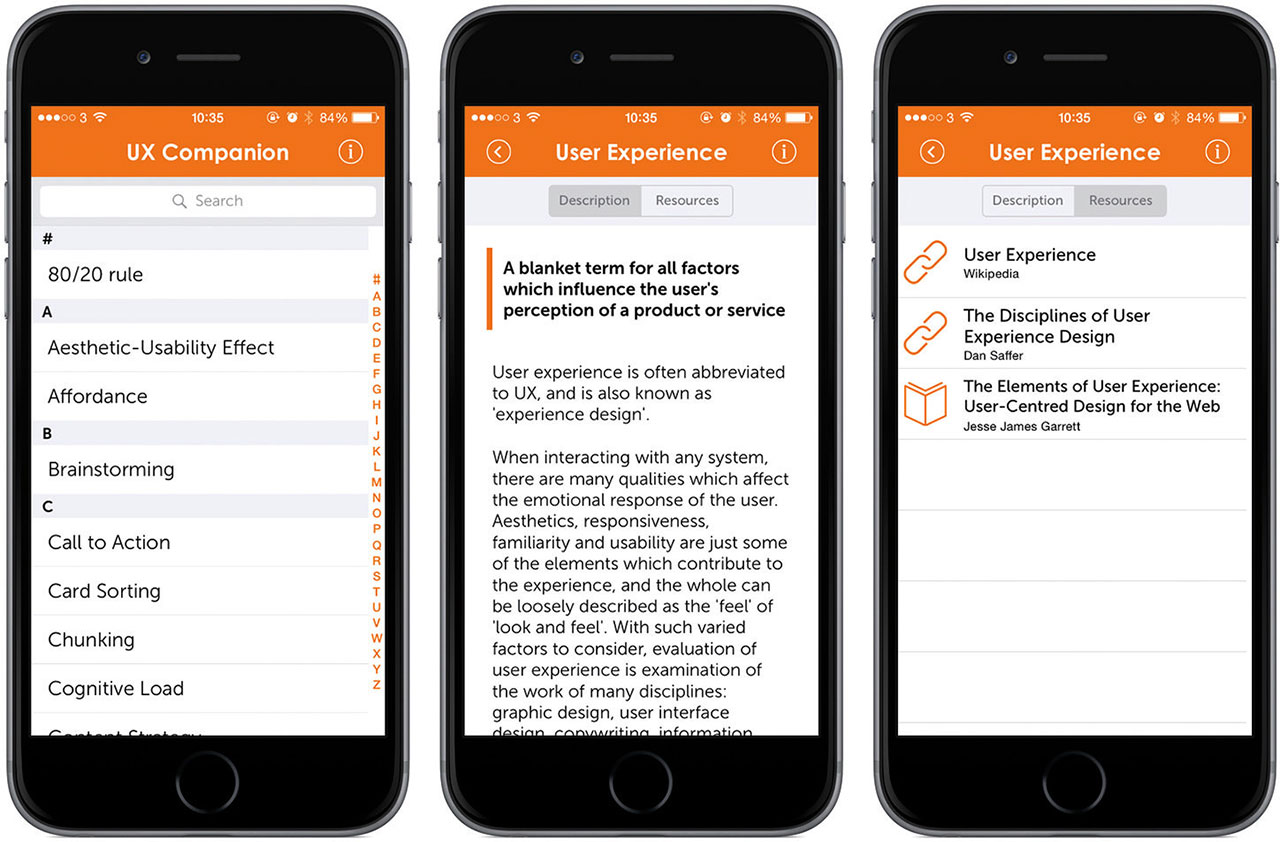 3 10:35 84%
UX Companion
Search
#
80/20 rule
A
Aesthetic-Usability Effect
Affordance
B
Brainstorming
C
Call to Action
Card Sorting
Chunking
Cognitive Load
Content Strategy
#
A
B
C
D
E
F
G
H
I
J
K
L
M
N
O
P
Q
R
S
T
U
V
W
X
Y
Z
3 10:35 84%
User Experience
Description Resources
A blanket term for all factors
which influence the user's
perception of a product or service
User experience is often abbreviated
to UX, and is also known as
'experience design'.
When interacting with any system,
there are many qualities which affect
the emotional response of the user.
Aesthetics, responsiveness,
familiarity and usability are just some
of the elements which contribute to
the experience, and the whole can
be loosely described as the 'feel' of
'look and feel'. With such varied
factors to consider, evaluation of
user experience is examination of
the work of many disciplines:
graphic design, user interface
design, copywriting, information
3 10:35 84%
User Experience
Description Resources
User Experience
Wikipedia
The Disciplines of User
Experience Design
Dan Saffer
The Elements of User Experience:
User-Centred Design for the Web
Jesse James Garrett